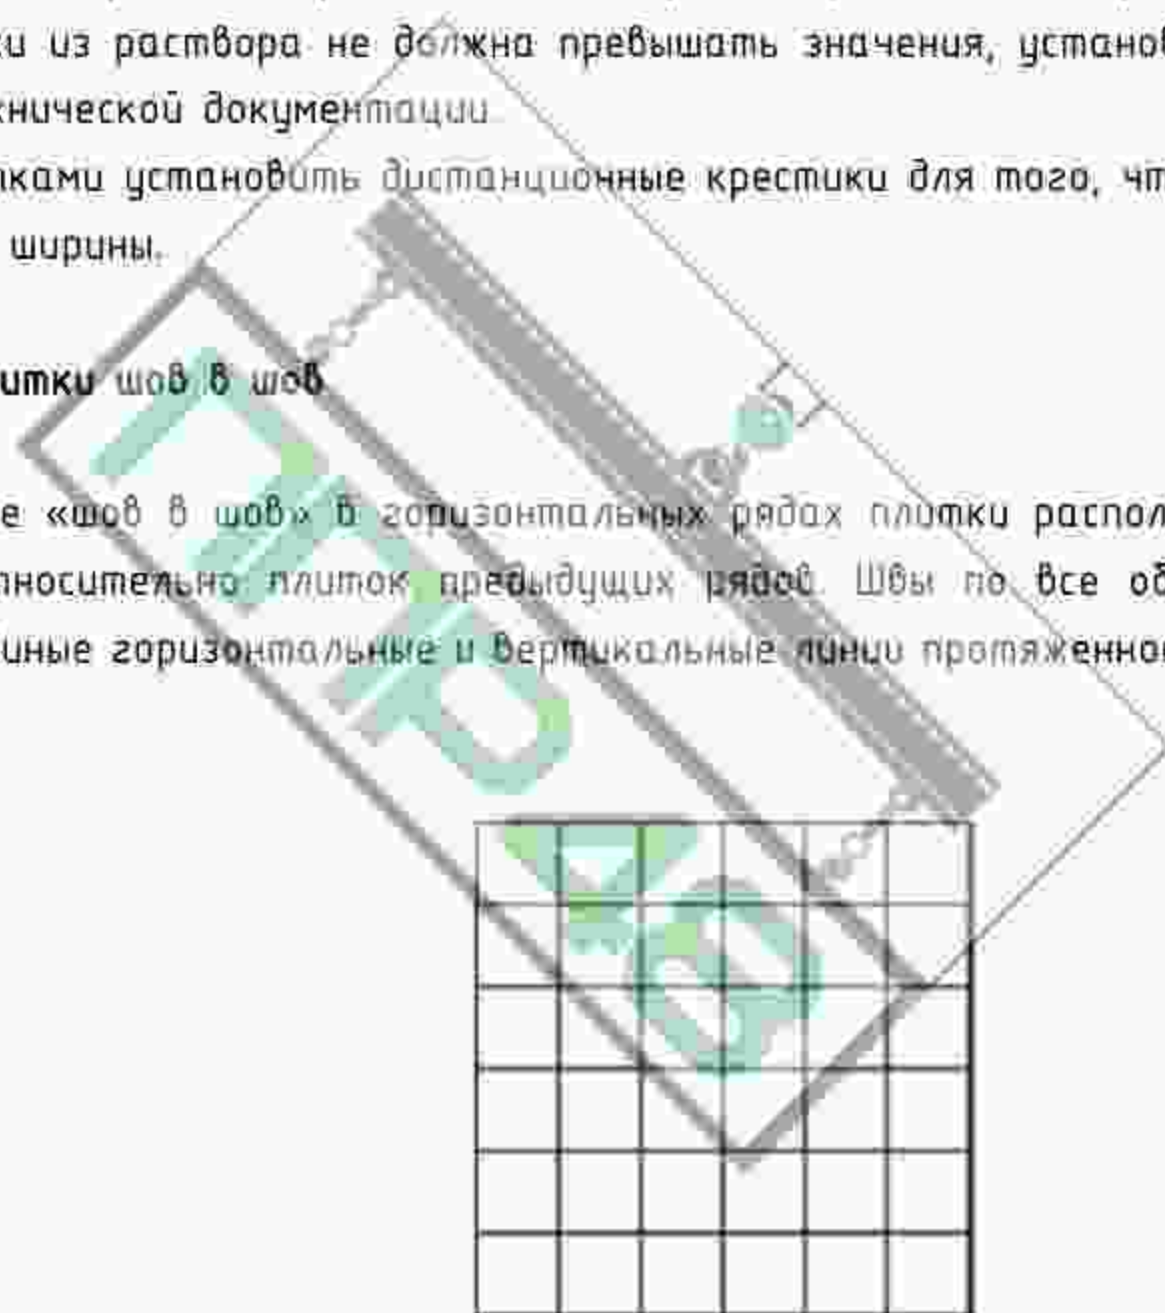 из раствора не должна превышать значения, установ
хнической документации
тками установить дистанционные крестики для того, чт
ширины.
итки шов в шов
е «шов в шов» в горизонтальных рядах плитки распол
тносительно плиток предыдущих рядов. Швы по все об
иные горизонтальные и вертикальные линии протяженно